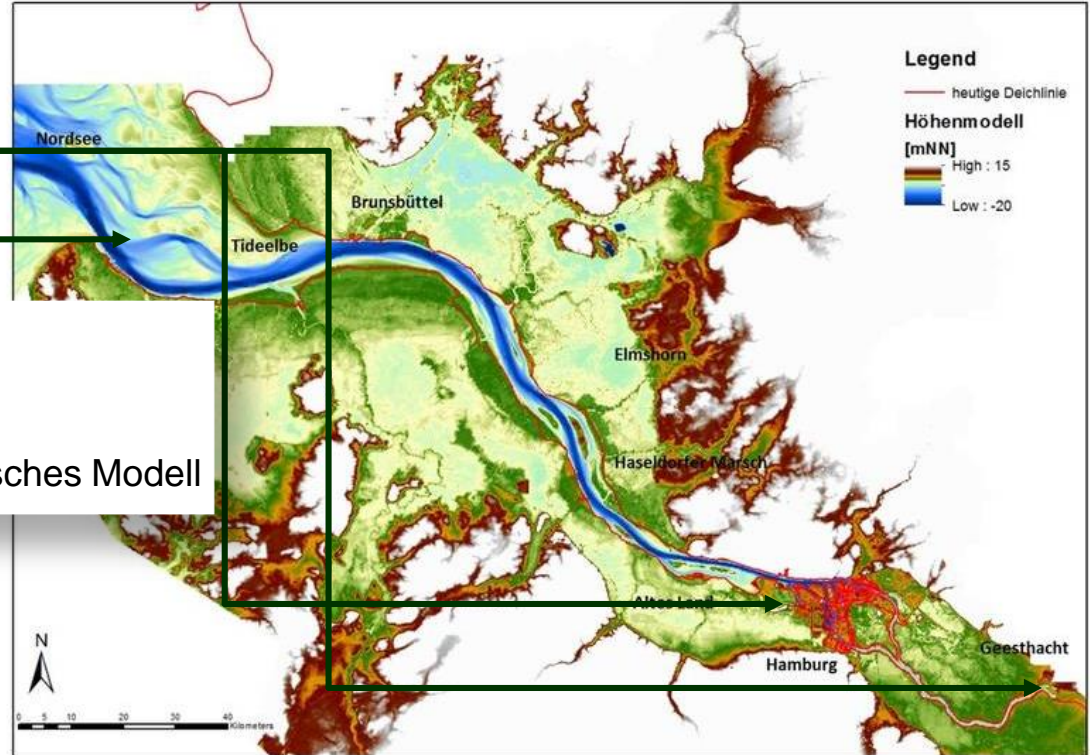 Legend
heutige Deichlinie
Höhenmodell
[mNN]
High : 15
Low : -20
Nordsee
Brunsbüttel
Tideelbe
Elmshorn
Haseldorfer Marsch
sches Modell
Altes Land
Geesthacht
Hamburg
N
0 5 10 20 30 40
Kilometers